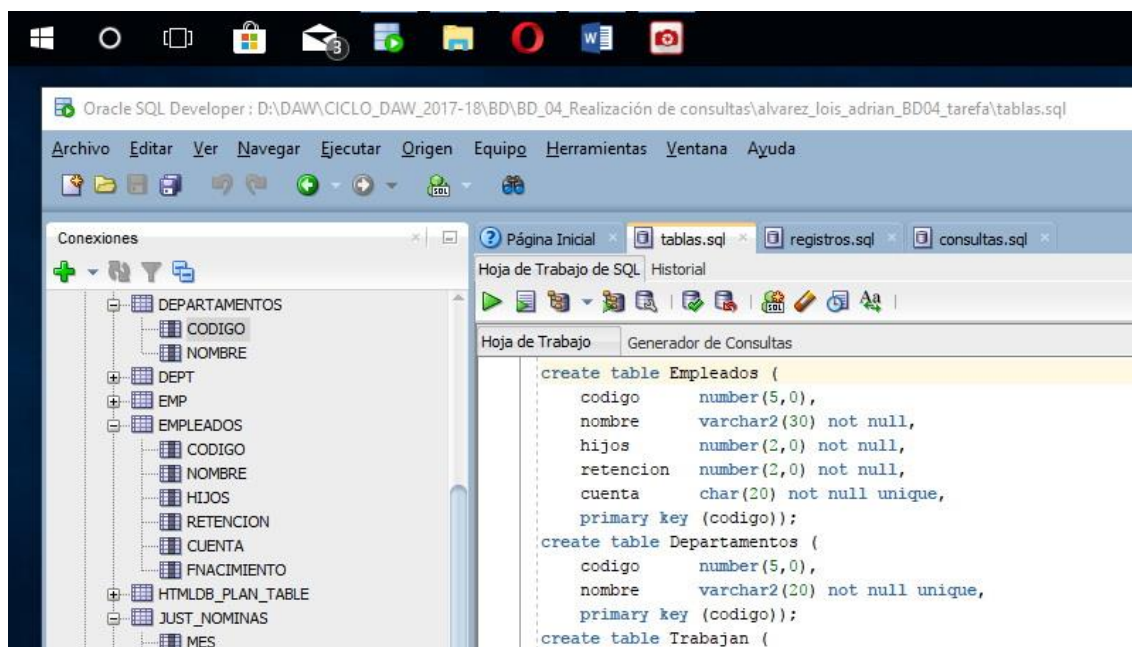 3
Oracle SQL Developer : D:\DAW\CICLO_DAW_2017-18\BD\BD_04_Realización de consultas\alvarez_lois_adrian_BD04_tarefa\tablas.sql
Archivo Editar Ver Navegar Ejecutar Origen Equipo Herramientas Ventana Ayuda
SQL
Conexiones
Página Inicial tablas.sql registros.sql consultas.sql
Hoja de Trabajo de SQL Historial
Hoja de Trabajo Generador de Consultas
DEPARTAMENTOS
CODIGO
NOMBRE
DEPT
EMP
EMPLEADOS
CODIGO
NOMBRE
HIJOS
RETENCION
CUENTA
FNACIMIENTO
HTMLDB_PLAN_TABLE
JUST_NOMINAS
MES
create table Empleados (
codigo number(5,0),
nombre varchar2(30) not null,
hijos number(2,0) not null,
retencion number(2,0) not null,
cuenta char(20) not null unique,
primary key (codigo));
create table Departamentos (
codigo number(5,0),
nombre varchar2(20) not null unique,
primary key (codigo));
create table Trabajan (